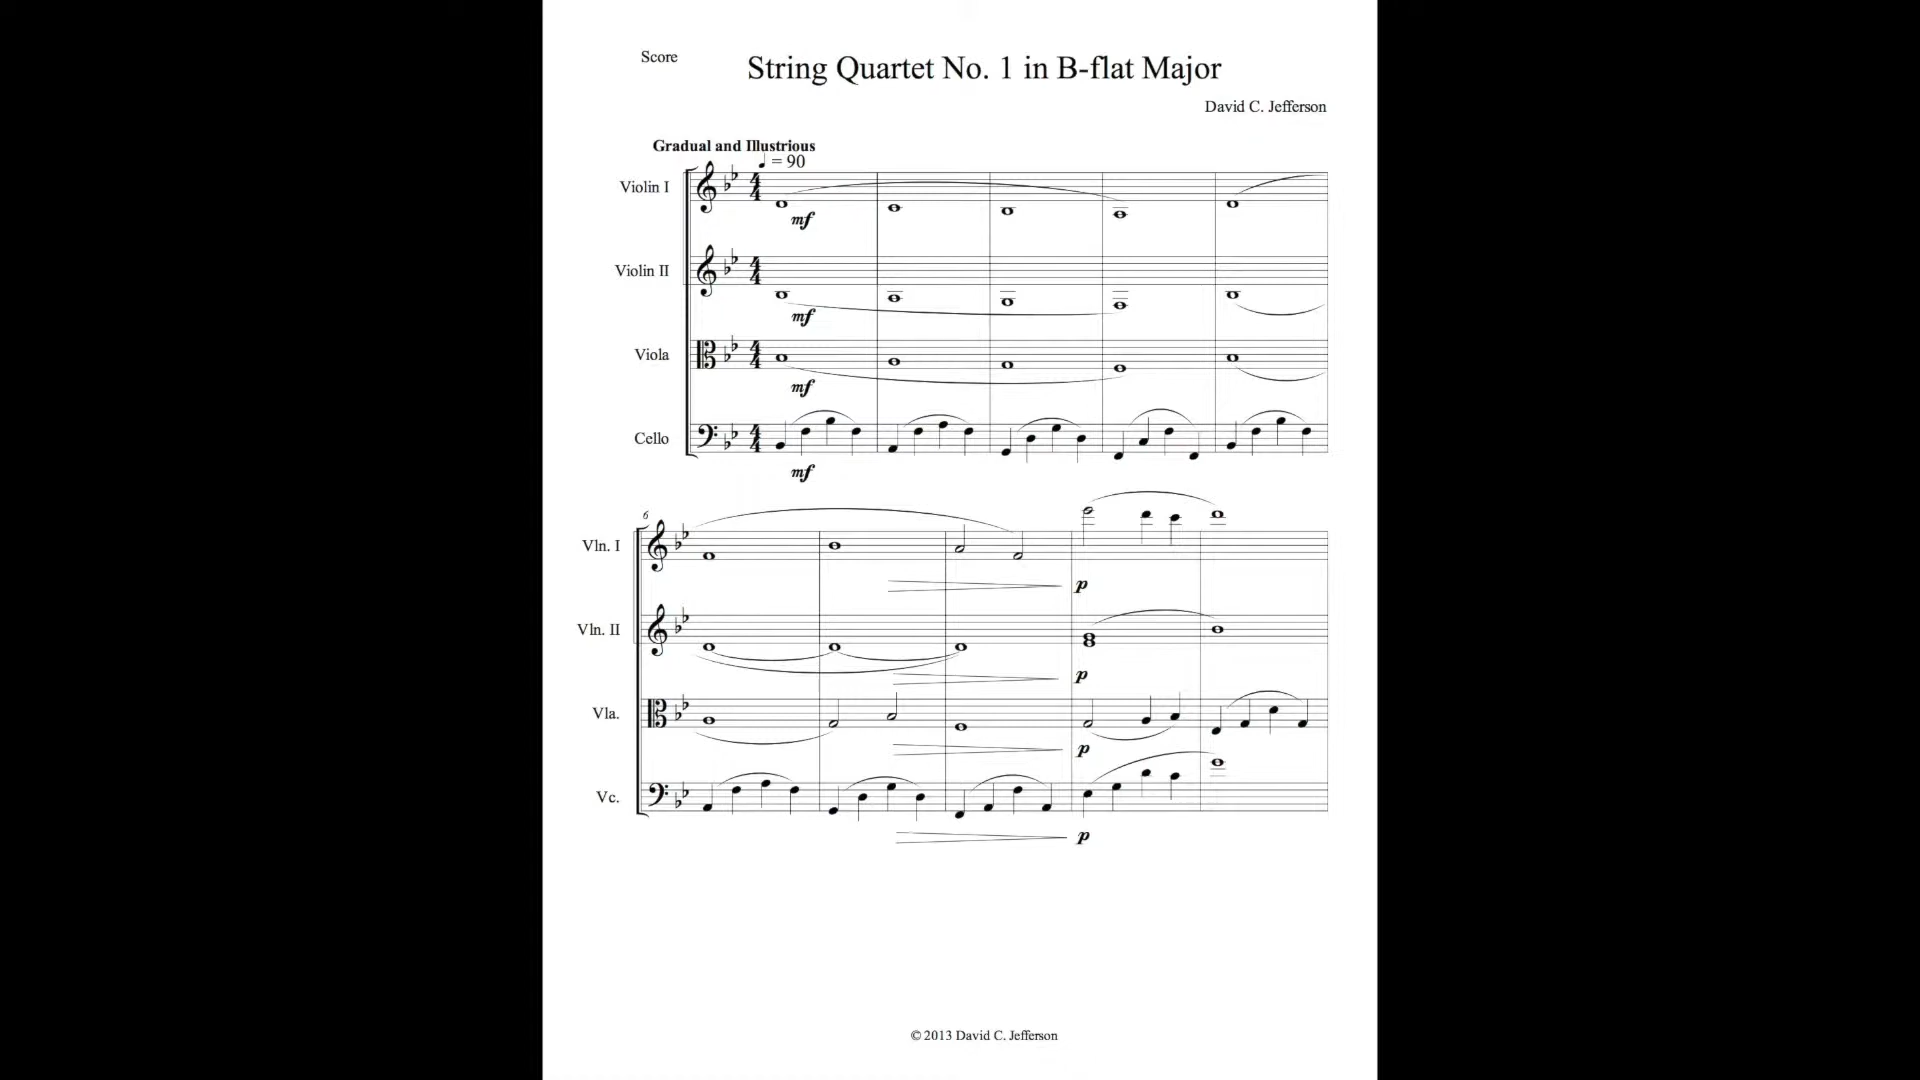 Score
String Quartet No. 1 in B-flat Major
David C. Jefferson
Gradual and Illustrious
♩ = 90
Violin I
mf
Violin II
mf
Viola
mf
Cello
mf
6
Vln. I
p
Vln. II
p
Vla.
p
Vc.
p
© 2013 David C. Jefferson